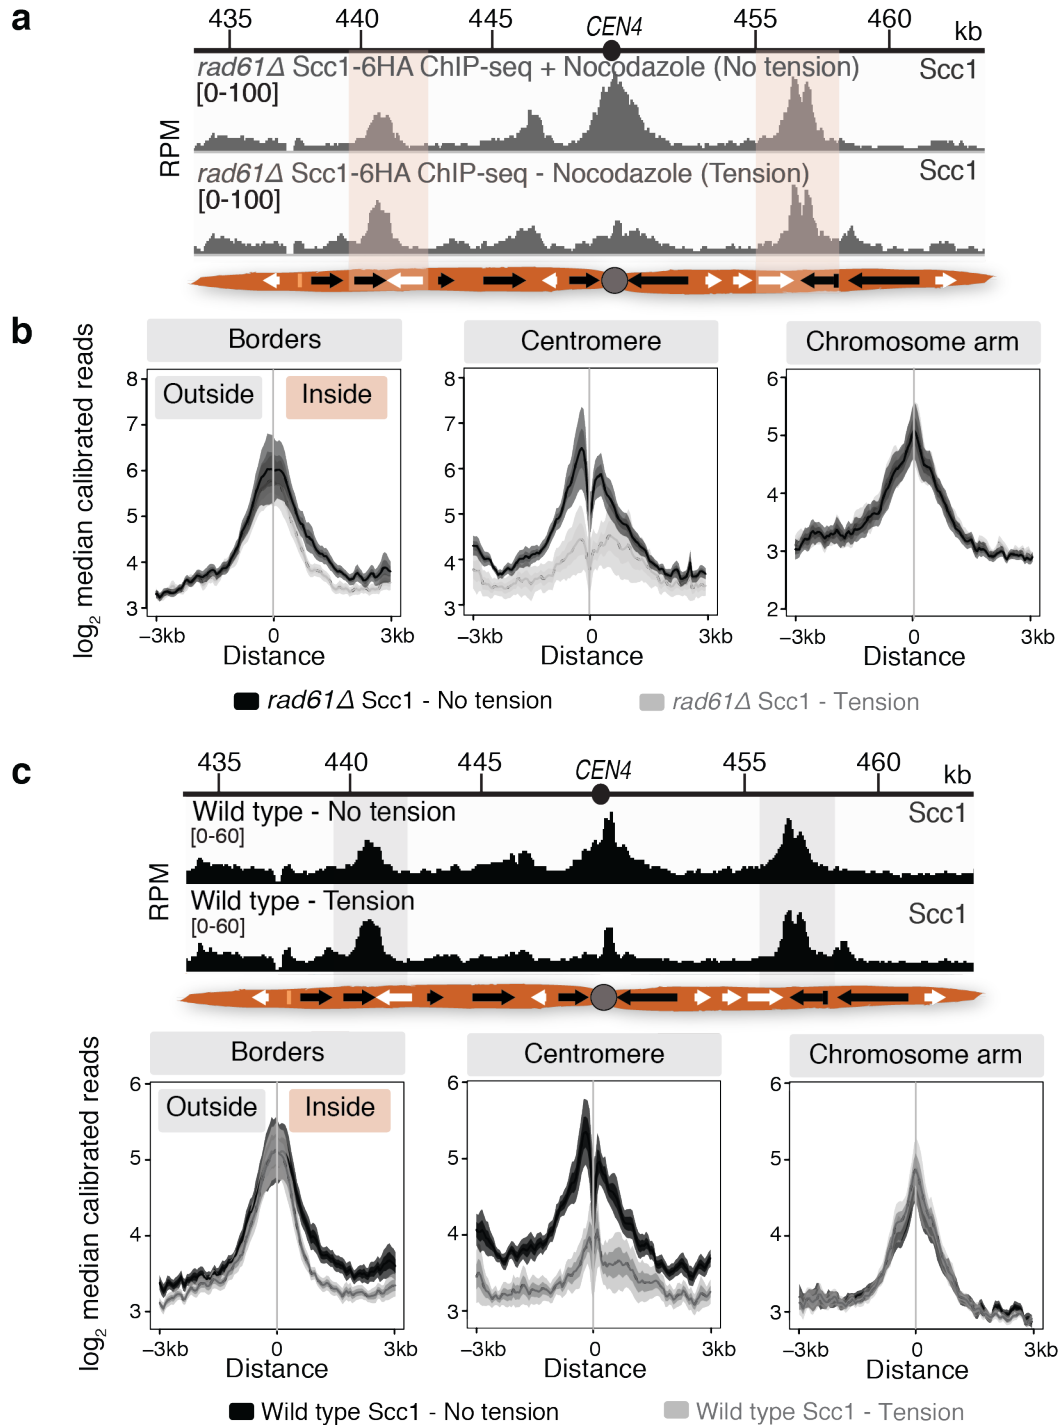 a
435 440 445 CEN4 455 460 kb
rad61Δ Scc1-6HA ChIP-seq + Nocodazole (No tension) Scc1
[0-100]
RPM
rad61Δ Scc1-6HA ChIP-seq - Nocodazole (Tension) Scc1
[0-100]
b
Borders Centromere Chromosome arm
Outside Inside
log2 median calibrated reads
8 7 6 5 4 3
8 7 6 5 4 3
6 5 4 3 2
−3kb 0 3kb −3kb 0 3kb −3kb 0 3kb
Distance Distance Distance
rad61Δ Scc1 - No tension rad61Δ Scc1 - Tension
c
435 440 445 CEN4 455 460 kb
Wild type - No tension Scc1
[0-60]
RPM
Wild type - Tension Scc1
[0-60]
Borders Centromere Chromosome arm
Outside Inside
log2 median calibrated reads
6 5 4 3
6 5 4 3
6 5 4 3
−3kb 0 3kb −3kb 0 3kb −3kb 0 3kb
Distance Distance Distance
Wild type Scc1 - No tension Wild type Scc1 - Tension